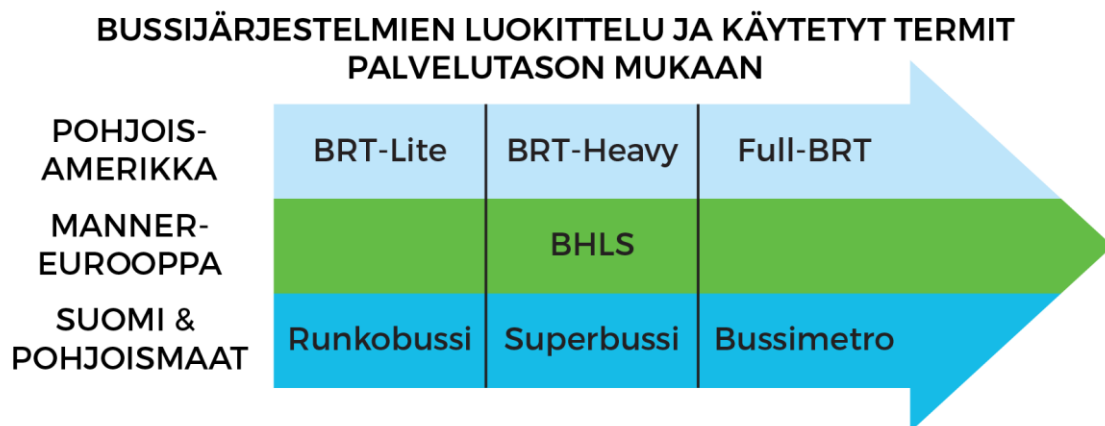 BUSSIJÄRJESTELMIEN LUOKITTELU JA KÄYTETYT TERMIT
PALVELUTASON MUKAAN
POHJOIS-
AMERIKKA
BRT-Lite
BRT-Heavy
Full-BRT
MANNER-
EUROOPPA
BHLS
SUOMI &
POHJOISMAAT
Runkobussi
Superbussi
Bussimetro